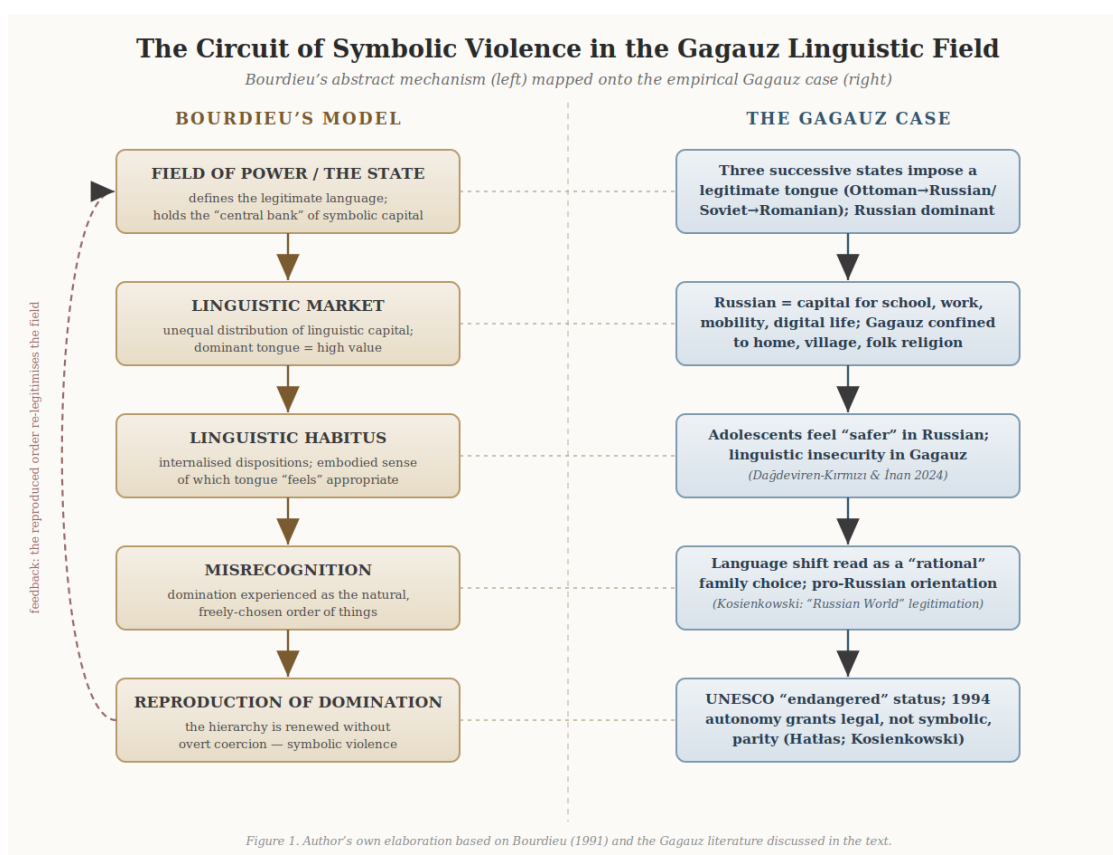 The Circuit of Symbolic Violence in the Gagauz Linguistic Field
Bourdieu’s abstract mechanism (left) mapped onto the empirical Gagauz case (right)
BOURDIEU’S MODEL
FIELD OF POWER / THE STATE
defines the legitimate language;
holds the “central bank” of symbolic capital
LINGUISTIC MARKET
unequal distribution of linguistic capital;
dominant tongue = high value
LINGUISTIC HABITUS
internalised dispositions; embodied sense
of which tongue “feels” appropriate
MISRECOGNITION
domination experienced as the natural,
freely-chosen order of things
REPRODUCTION OF DOMINATION
the hierarchy is renewed without
overt coercion — symbolic violence
feedback: the reproduced order re-legitimises the field
THE GAGAUZ CASE
Three successive states impose a
legitimate tongue (Ottoman→Russian/
Soviet→Romanian); Russian dominant
Russian = capital for school, work,
mobility, digital life; Gagauz confined
to home, village, folk religion
Adolescents feel “safer” in Russian;
linguistic insecurity in Gagauz
(Dağdeviren-Kırmızı & İnan 2024)
Language shift read as a “rational”
family choice; pro-Russian orientation
(Kosienkowski: “Russian World” legitimation)
UNESCO “endangered” status; 1994
autonomy grants legal, not symbolic,
parity (Hatłas; Kosienkowski)
Figure 1. Author’s own elaboration based on Bourdieu (1991) and the Gagauz literature discussed in the text.